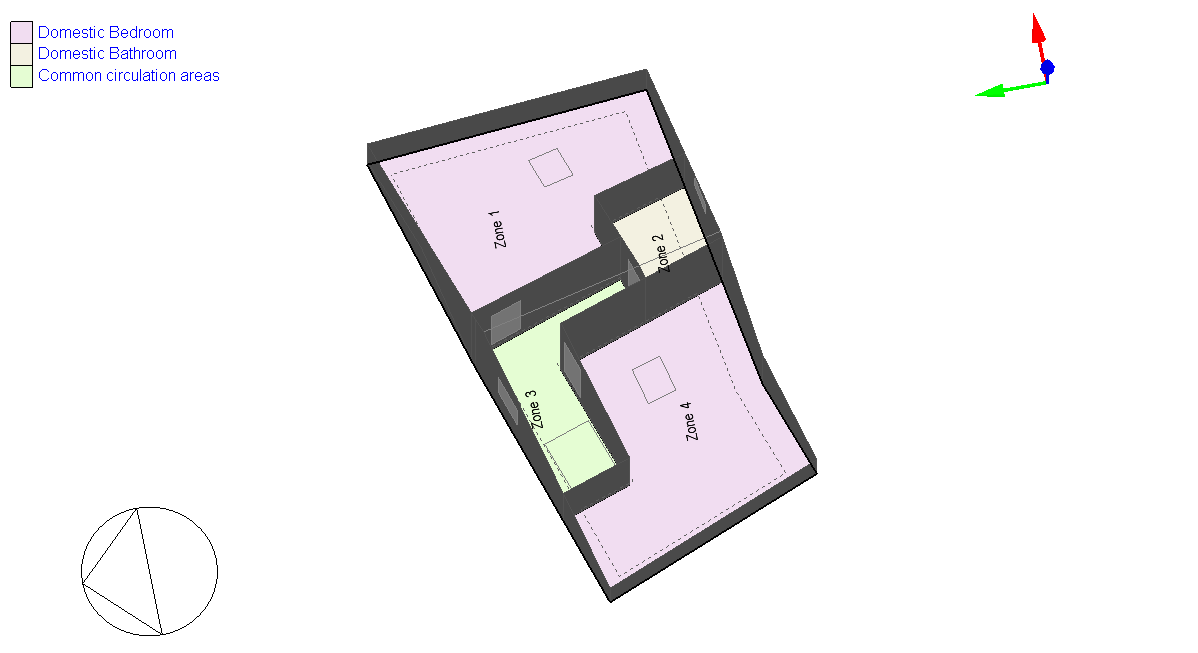 Domestic Bedroom
Domestic Bathroom
Common circulation areas
Zone 1
Zone 2
Zone 3
Zone 4